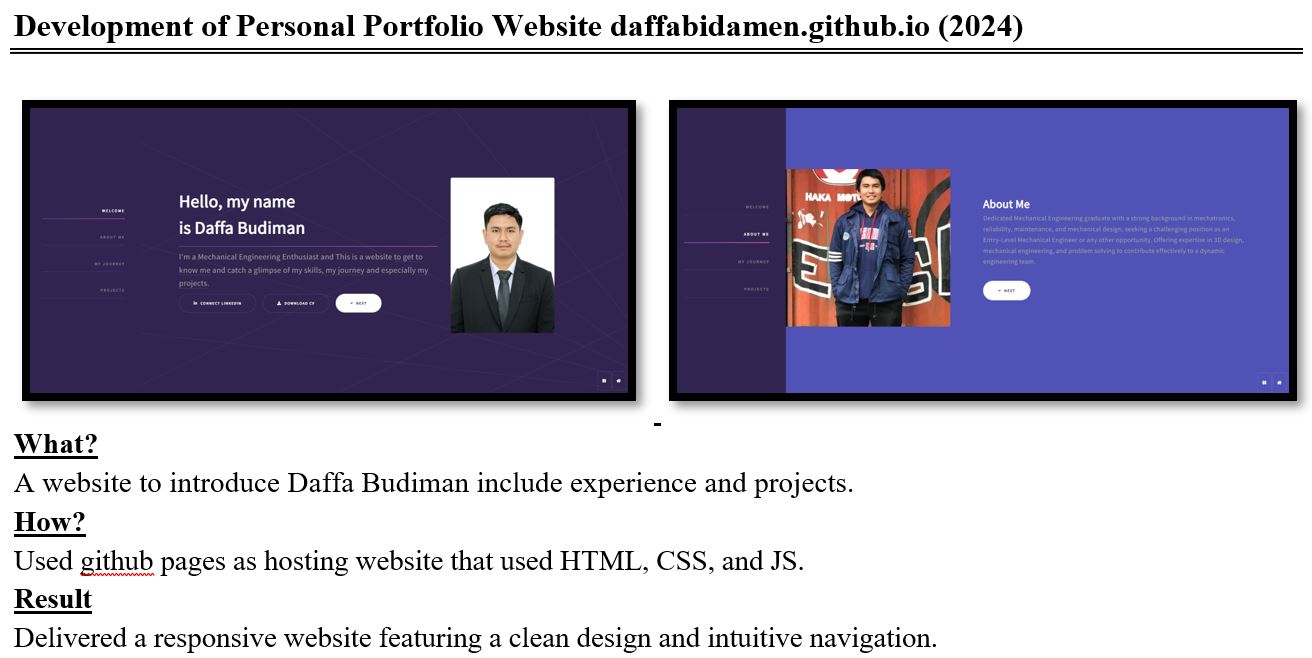 Development of Personal Portfolio Website daffabidamen.github.io (2024)
WELCOME
ABOUT ME
MY JOURNEY
PROJECTS
Hello, my name
is Daffa Budiman
I'm a Mechanical Engineering Enthusiast and This is a website to get to
know me and catch a glimpse of my skills, my journey and especially my
projects.
CONNECT LINKEDIN
DOWNLOAD CV
NEXT
WELCOME
ABOUT ME
MY JOURNEY
PROJECTS
HAKA MOT
About Me
Dedicated Mechanical Engineering graduate with a strong background in mechatronics,
reliability, maintenance, and mechanical design, seeking a challenging position as an
Entry-Level Mechanical Engineer or any other opportunity. Offering expertise in 3D design,
mechanical engineering, and problem solving to contribute effectively to a dynamic
engineering team.
NEXT
What?
A website to introduce Daffa Budiman include experience and projects.
How?
Used github pages as hosting website that used HTML, CSS, and JS.
Result
Delivered a responsive website featuring a clean design and intuitive navigation.